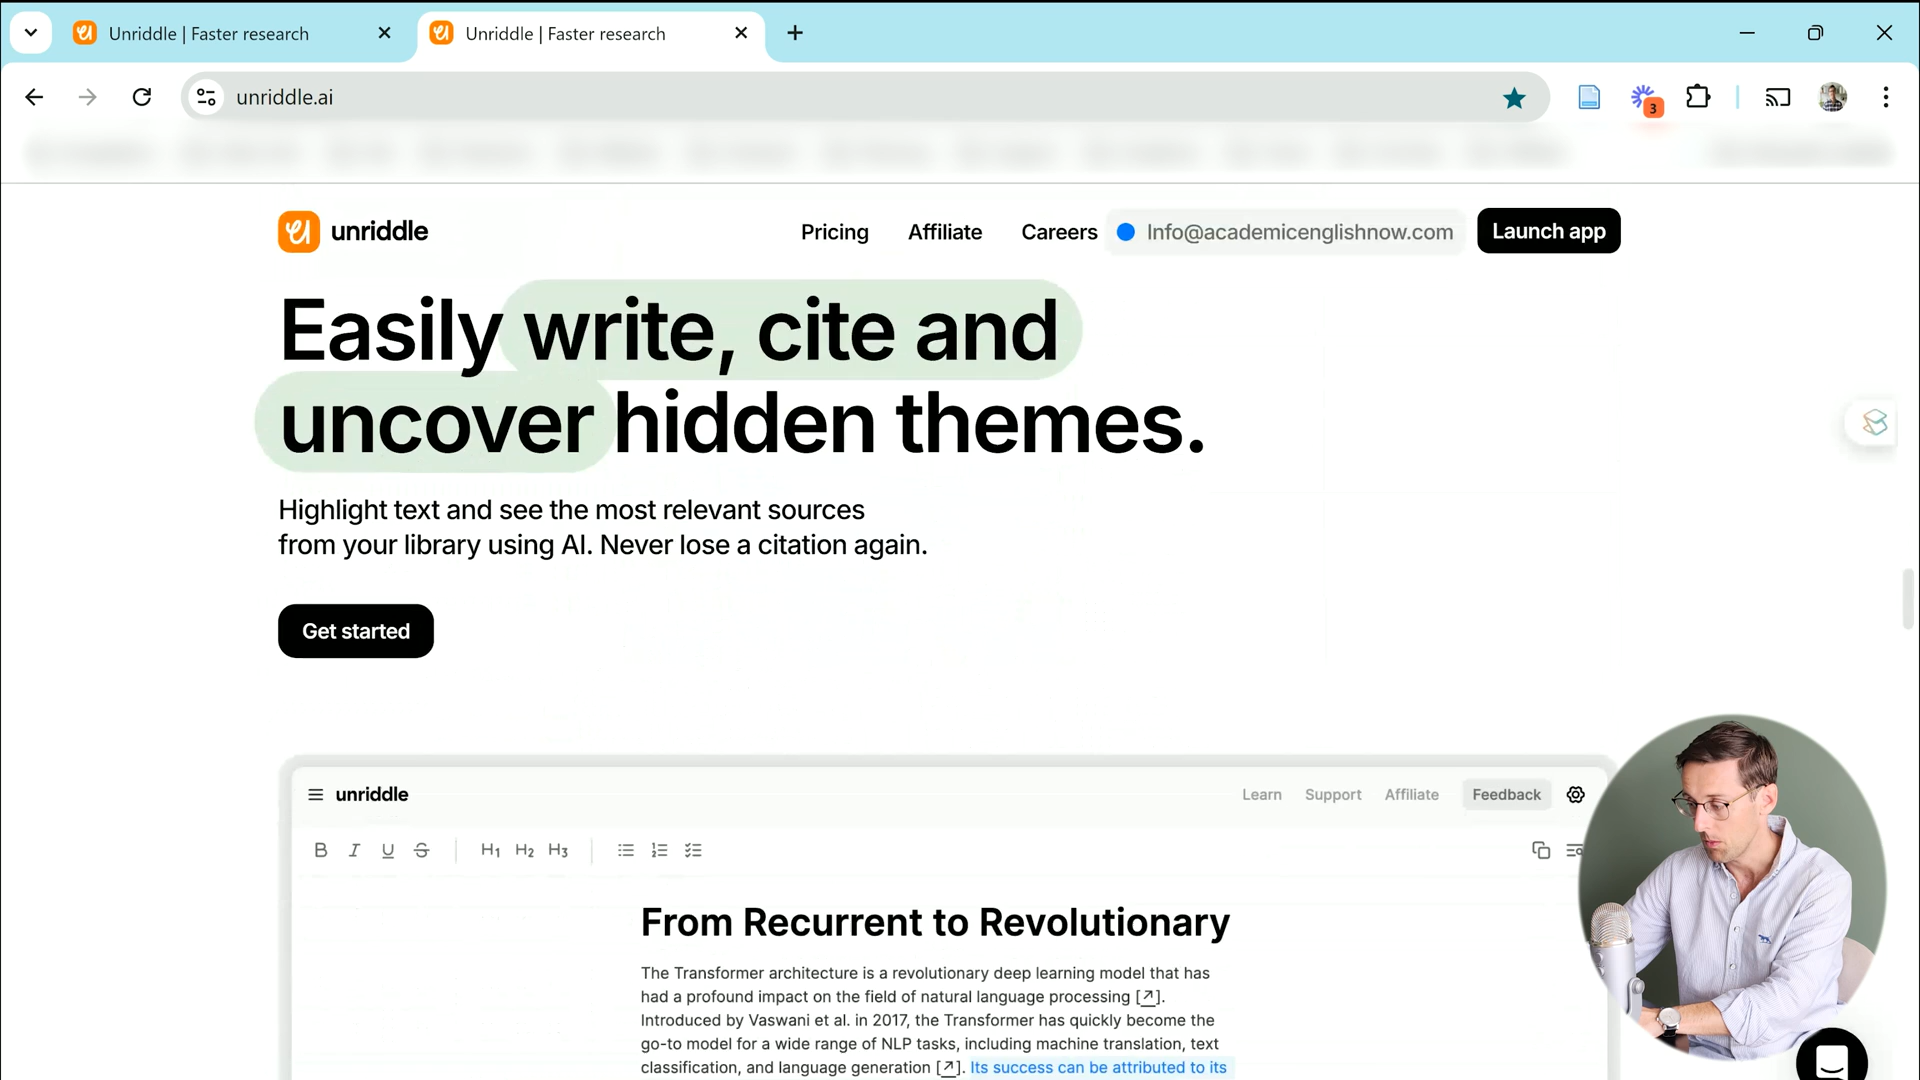 Unriddle | Faster research
Unriddle | Faster research
unriddle.ai
3
unriddle
Pricing
Affiliate
Careers
Info@academicenglishnow.com
Launch app
Easily write, cite and
uncover hidden themes.
Highlight text and see the most relevant sources
from your library using AI. Never lose a citation again.
Get started
unriddle
Learn
Support
Affiliate
Feedback
B I U S H1 H2 H3
From Recurrent to Revolutionary
The Transformer architecture is a revolutionary deep learning model that has
had a profound impact on the field of natural language processing [↗].
Introduced by Vaswani et al. in 2017, the Transformer has quickly become the
go-to model for a wide range of NLP tasks, including machine translation, text
classification, and language generation [↗]. Its success can be attributed to its